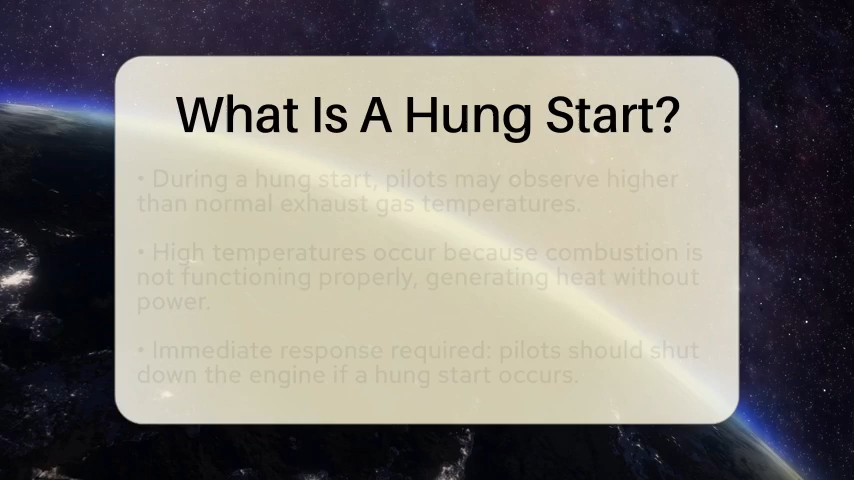 What Is A Hung Start?
• During a hung start, pilots may observe higher
than normal exhaust gas temperatures.
• High temperatures occur because combustion is
not functioning properly, generating heat without
power.
• Immediate response required: pilots should shut
down the engine if a hung start occurs.